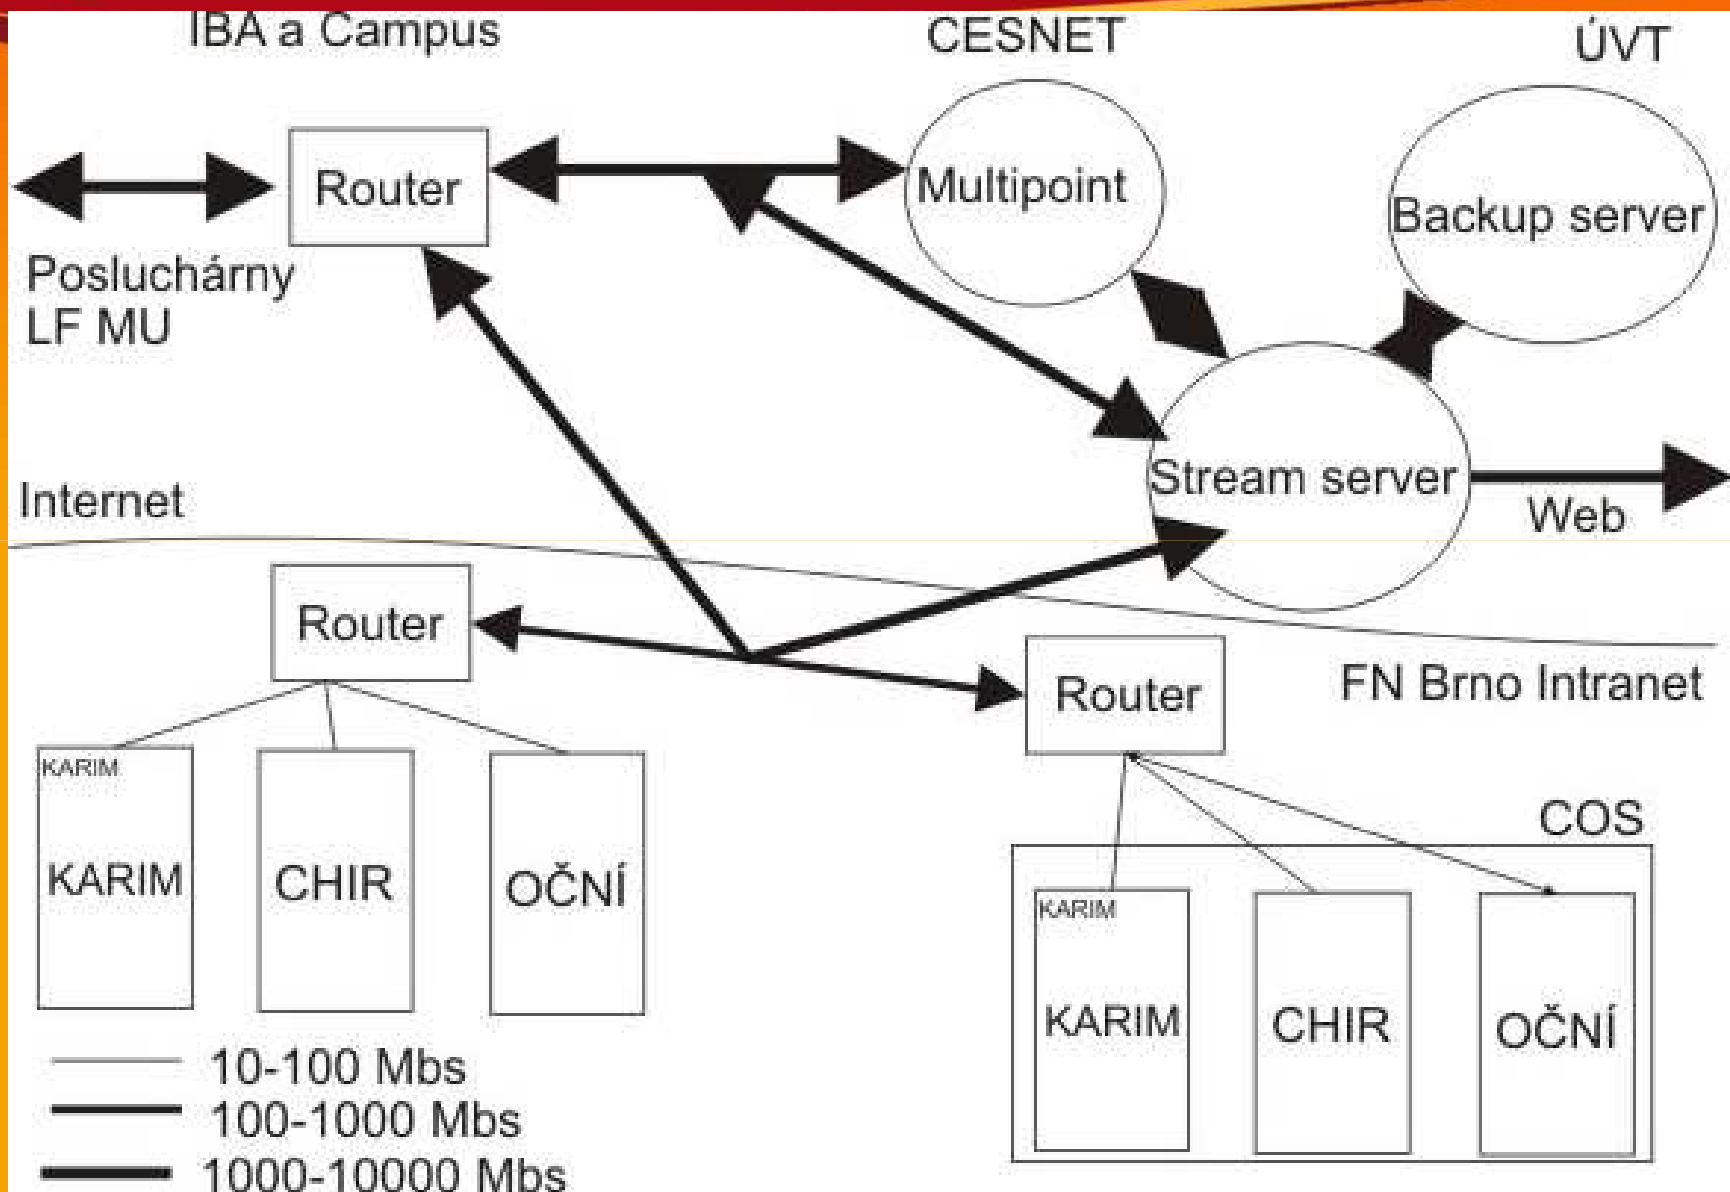 IBA a Campus
CESNET
ÚVT
Router
Multipoint
Backup server
Posluchárny
LF MU
Stream server
Internet
Web
Router
Router
FN Brno Intranet
KARIM
KARIM
CHIR
OČNÍ
COS
KARIM
KARIM
CHIR
OČNÍ
10-100 Mbs
100-1000 Mbs
1000-10000 Mbs